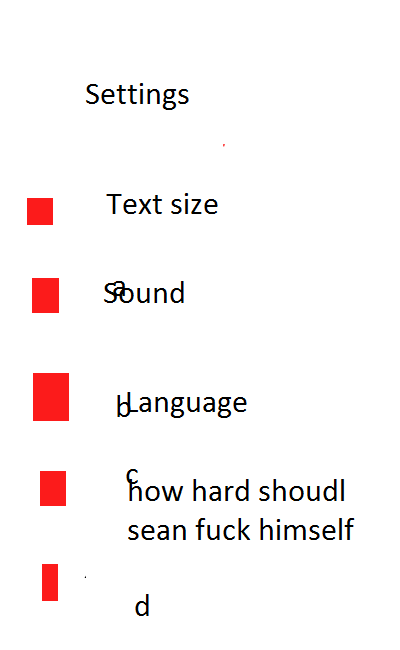 Settings
Text size
a
Sound
b
Language
c
how hard shoudl
sean fuck himself
d